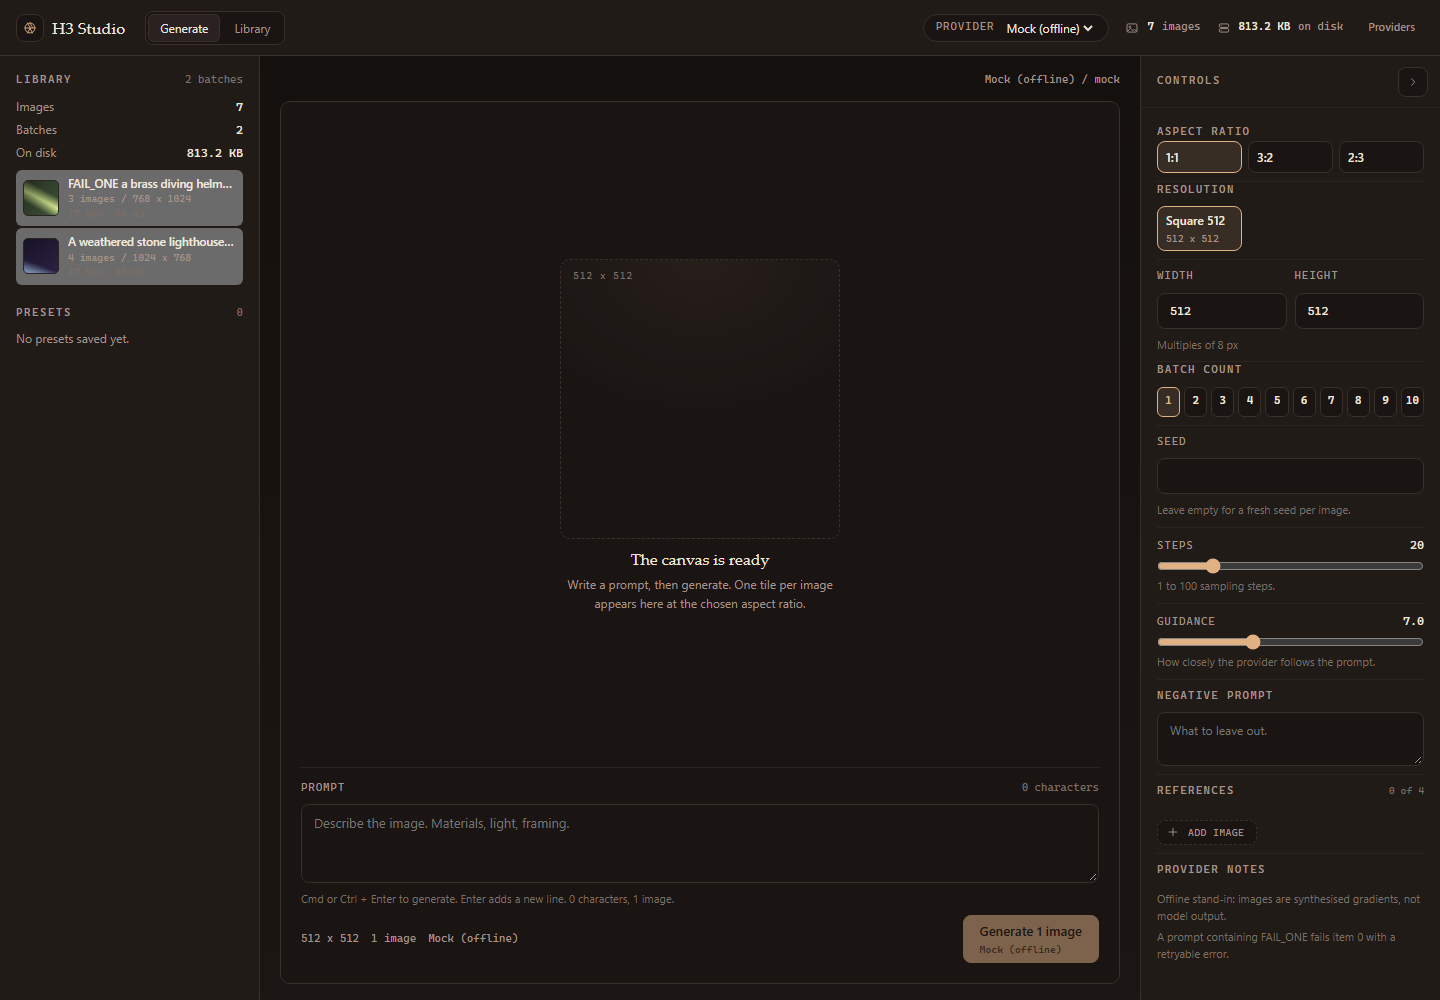 H3 Studio
Generate
Library
PROVIDER Mock (offline)
7 images
813.2 KB on disk
Providers
LIBRARY 2 batches
Images 7
Batches 2
On disk 813.2 KB
FAIL_ONE a brass diving helm...
3 images / 768 x 1024
A weathered stone lighthouse...
4 images / 1024 x 768
PRESETS 0
No presets saved yet.
Mock (offline) / mock
512 x 512
The canvas is ready
Write a prompt, then generate. One tile per image
appears here at the chosen aspect ratio.
PROMPT 0 characters
Describe the image. Materials, light, framing.
Cmd or Ctrl + Enter to generate. Enter adds a new line. 0 characters, 1 image.
512 x 512 1 image Mock (offline)
Generate 1 image
Mock (offline)
CONTROLS
ASPECT RATIO
1:1 3:2 2:3
RESOLUTION
Square 512
512 x 512
WIDTH HEIGHT
512 512
Multiples of 8 px
BATCH COUNT
1 2 3 4 5 6 7 8 9 10
SEED
Leave empty for a fresh seed per image.
STEPS 20
1 to 100 sampling steps.
GUIDANCE 7.0
How closely the provider follows the prompt.
NEGATIVE PROMPT
What to leave out.
REFERENCES 0 of 4
ADD IMAGE
PROVIDER NOTES
Offline stand-in: images are synthesised gradients, not
model output.
A prompt containing FAIL_ONE fails item 0 with a
retryable error.